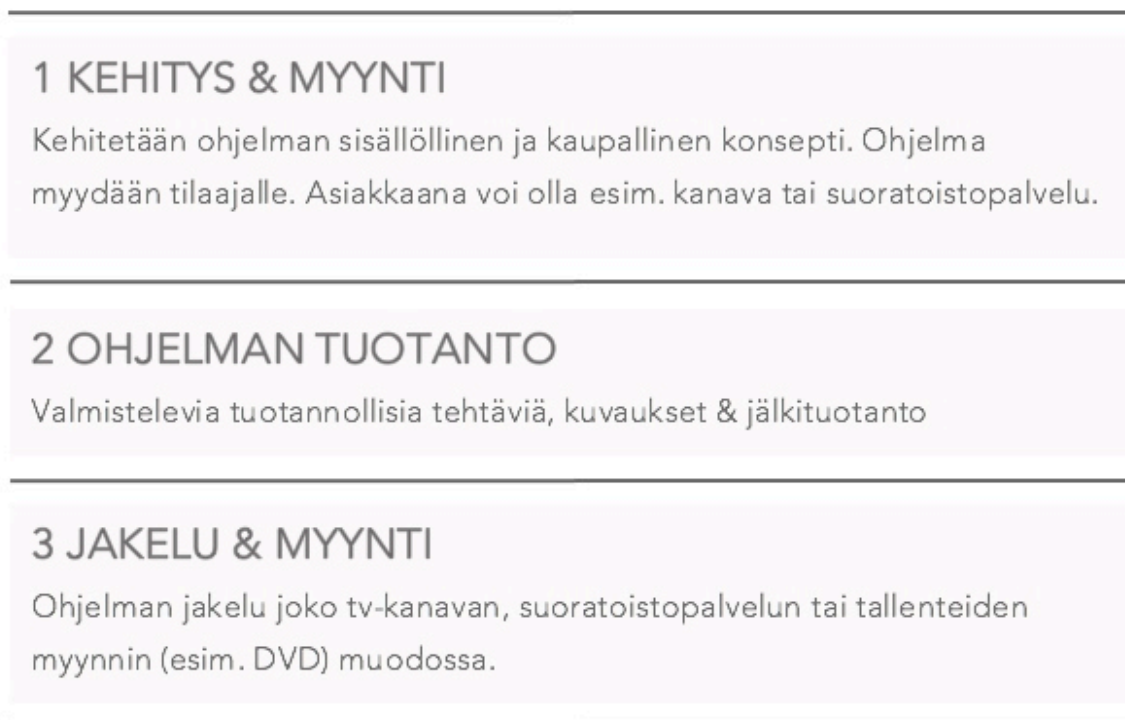 1 KEHITYS & MYYNTI
Kehitetään ohjelman sisällöllinen ja kaupallinen konsepti. Ohjelma
myydään tilaajalle. Asiakkaana voi olla esim. kanava tai suoratoistopalvelu.
2 OHJELMAN TUOTANTO
Valmistelevia tuotannollisia tehtäviä, kuvaukset & jälkituotanto
3 JAKELU & MYYNTI
Ohjelman jakelu joko tv-kanavan, suoratoistopalvelun tai tallenteiden
myynnin (esim. DVD) muodossa.